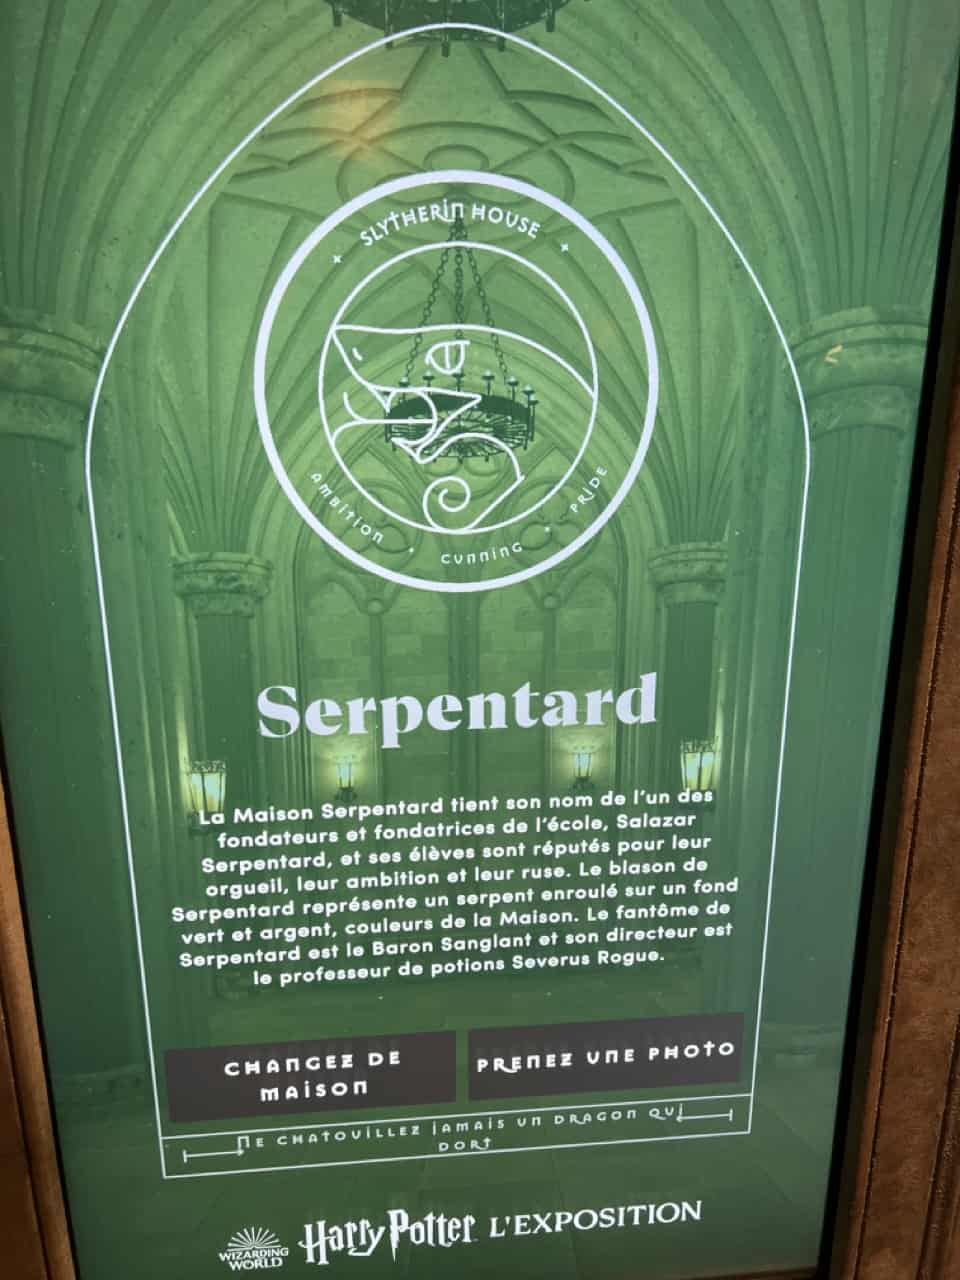 SLYTHERIN HOUSE
AMBITION • CUNNING • PRIDE
Serpentard
La Maison Serpentard tient son nom de l'un des
fondateurs et fondatrices de l'école, Salazar
Serpentard, et ses élèves sont réputés pour leur
orgueil, leur ambition et leur ruse. Le blason de
Serpentard représente un serpent enroulé sur un fond
vert et argent, couleurs de la Maison. Le fantôme de
Serpentard est le Baron Sanglant et son directeur est
le professeur de potions Severus Rogue.
CHANGEZ DE
MAISON
PRENEZ UNE PHOTO
NE CHATOUILLEZ JAMAIS UN DRAGON QUI
DORT
WIZARDING
WORLD
Harry Potter L'EXPOSITION